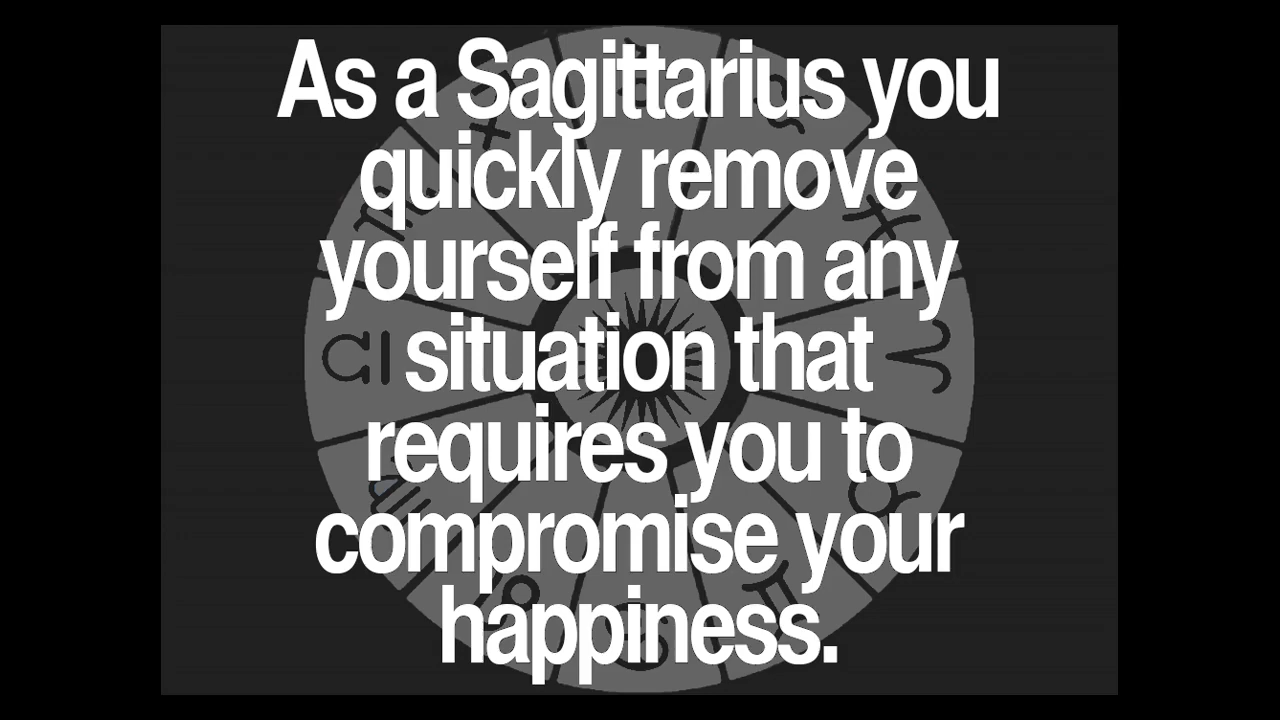 As a Sagittarius you
quickly remove
yourself from any
situation that
requires you to
compromise your
happiness.